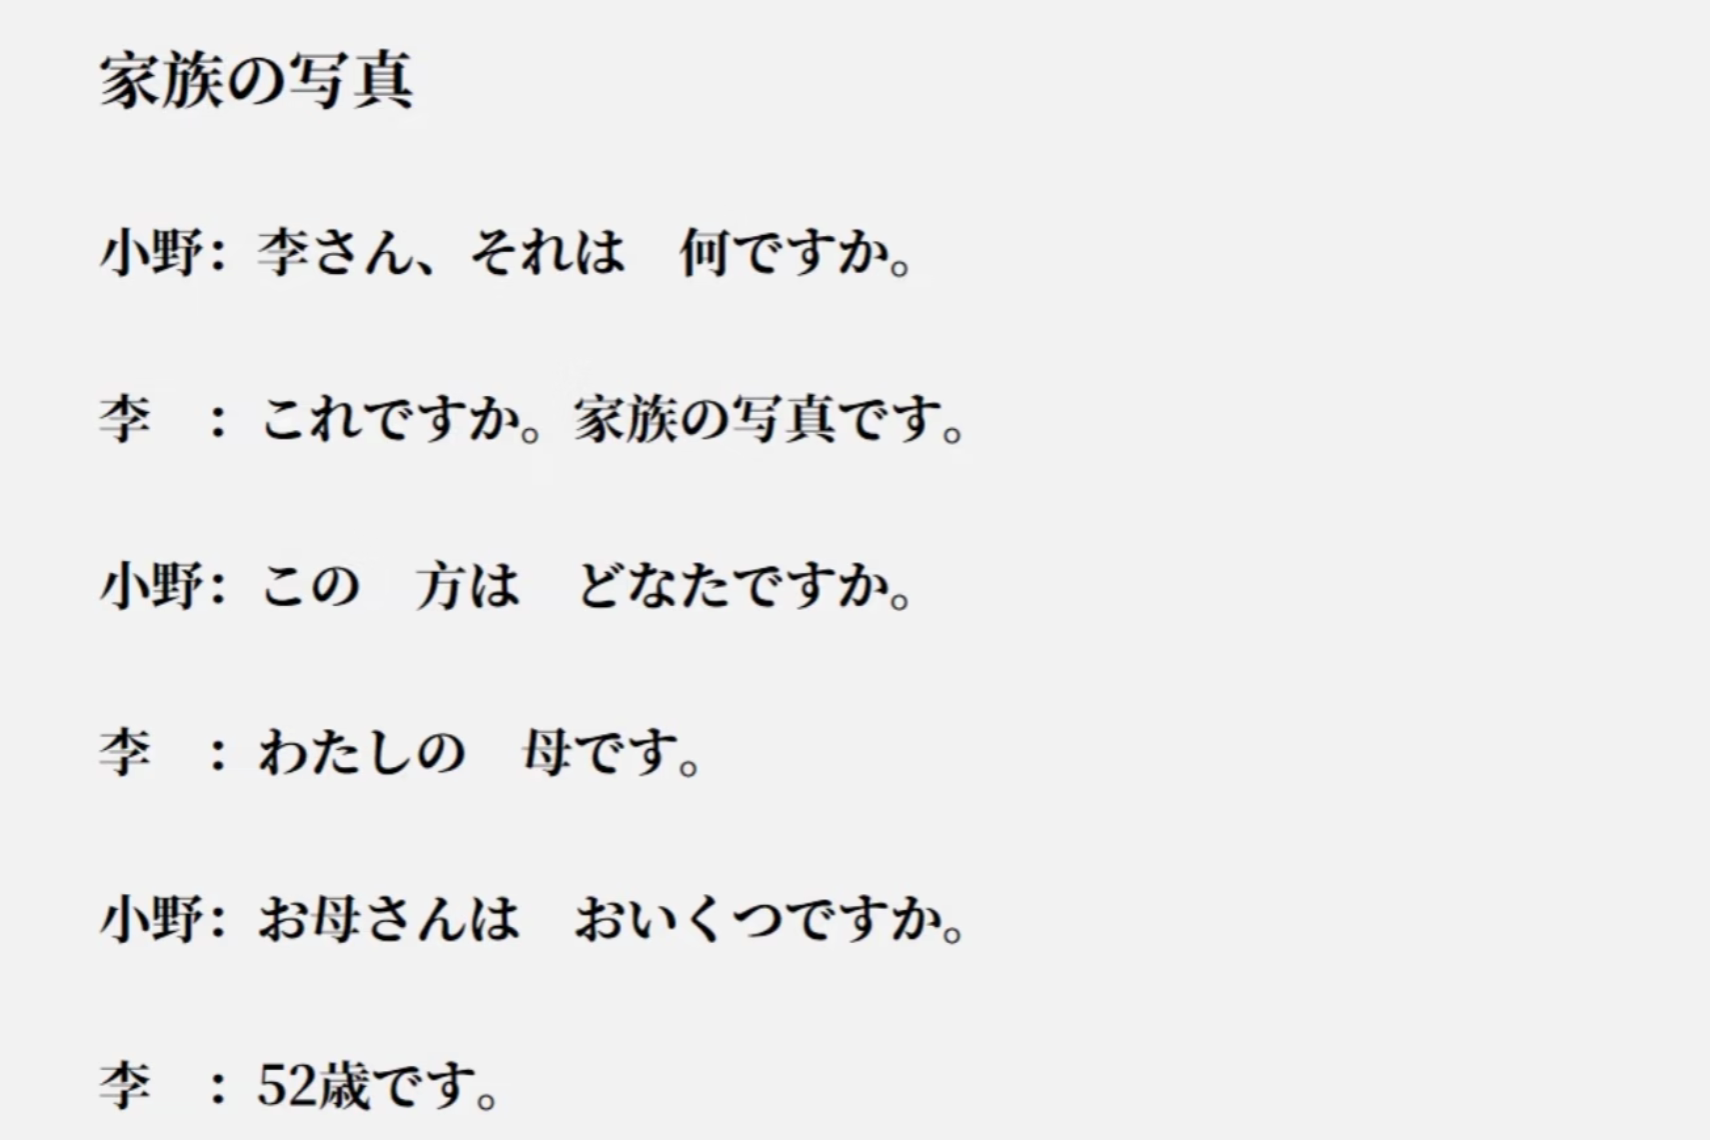 家族の写真
小野：李さん、それは　何ですか。
李　：これですか。家族の写真です。
小野：この　方は　どなたですか。
李　：わたしの　母です。
小野：お母さんは　おいくつですか。
李　：52歳です。